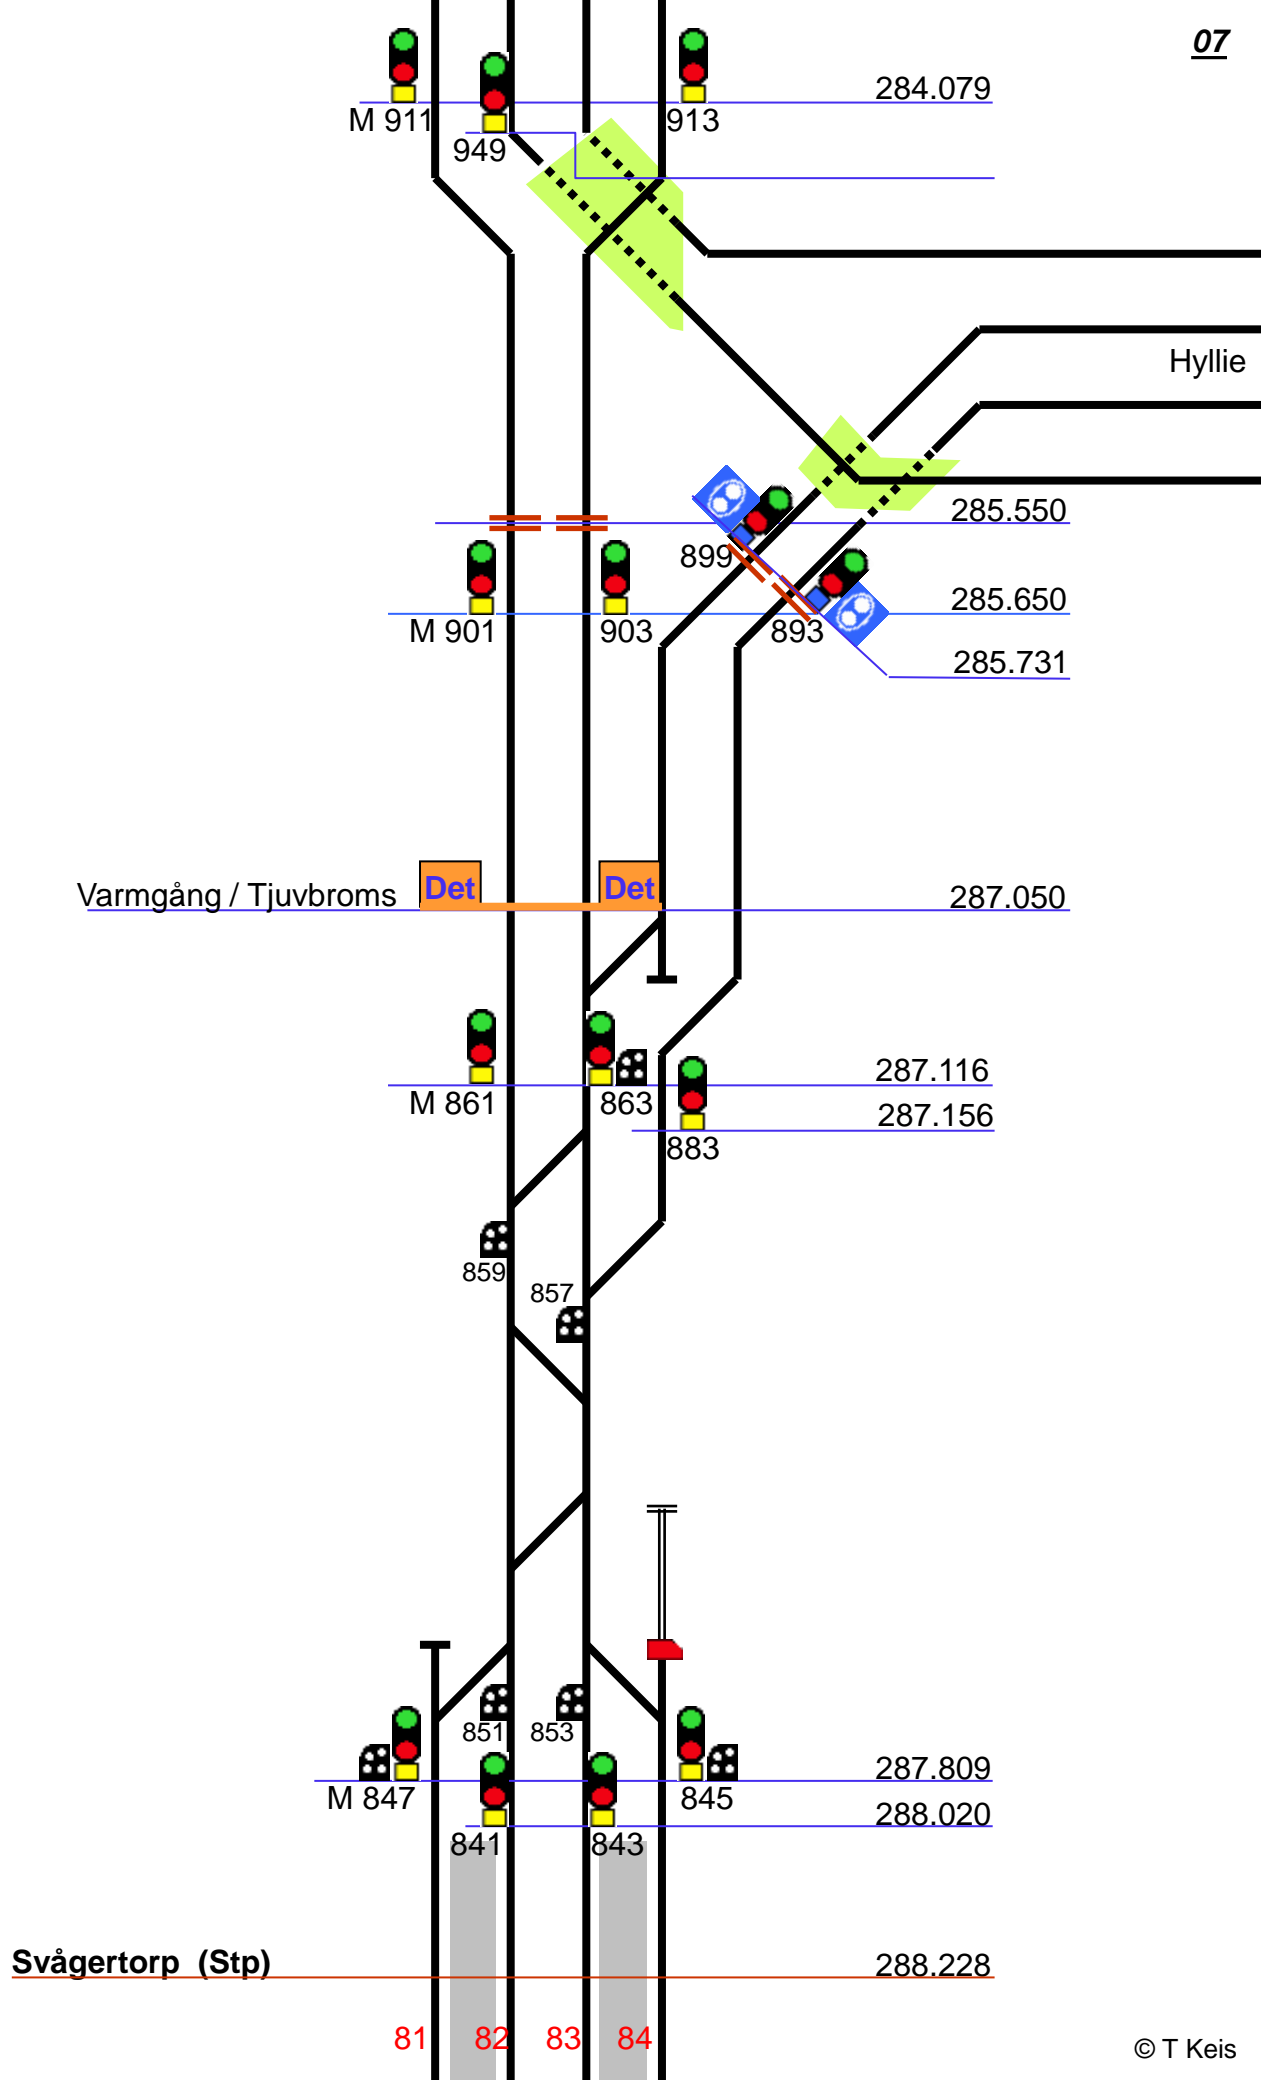 07
284.079
M 911
913
949
Hyllie
285.550
899
285.650
M 901
903
893
285.731
Det
Det
Varmgång / Tjuvbroms
287.050
287.116
M 861
863
287.156
883
859
857
851
853
287.809
M 847
845
288.020
841
843
Svågertorp (Stp)
288.228
81
82
83
84
© T Keis